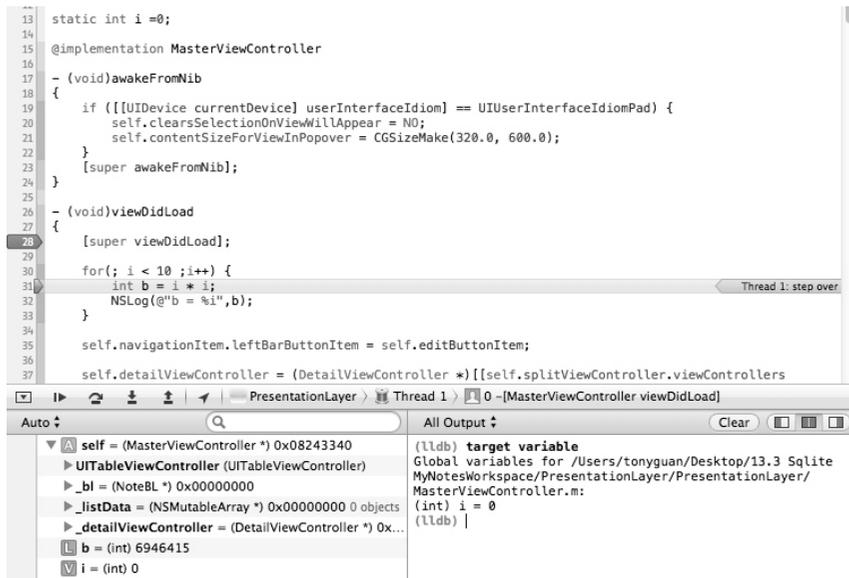 12
13 static int i =0;
14
15 @implementation MasterViewController
16
17 - (void)awakeFromNib
18 {
19 if ([[UIDevice currentDevice] userInterfaceIdiom] == UIUserInterfaceIdiomPad) {
20 self.clearsSelectionOnViewWillAppear = NO;
21 self.contentSizeForViewInPopover = CGSizeMake(320.0, 600.0);
22 }
23 [super awakeFromNib];
24 }
25
26 - (void)viewDidLoad
27 {
28 [super viewDidLoad];
29
30 for(; i < 10 ;i++) {
31 int b = i * i; Thread 1: step over
32 NSLog(@"b = %i",b);
33 }
34
35 self.navigationItem.leftBarButtonItem = self.editButtonItem;
36
37 self.detailViewController = (DetailViewController *)[[self.splitViewController.viewControllers
PresentationLayer Thread 1 0 -[MasterViewController viewDidLoad]
Auto
All Output Clear
self = (MasterViewController *) 0x08243340
UITableViewController (UITableViewController)
_bl = (NoteBL *) 0x00000000
_listData = (NSMutableArray *) 0x00000000 0 objects
_detailViewController = (DetailViewController *) 0x...
L b = (int) 6946415
V i = (int) 0
(lldb) target variable
Global variables for /Users/tonyguan/Desktop/13.3 Sqlite
MyNotesWorkspace/PresentationLayer/PresentationLayer/
MasterViewController.m:
(int) i = 0
(lldb)